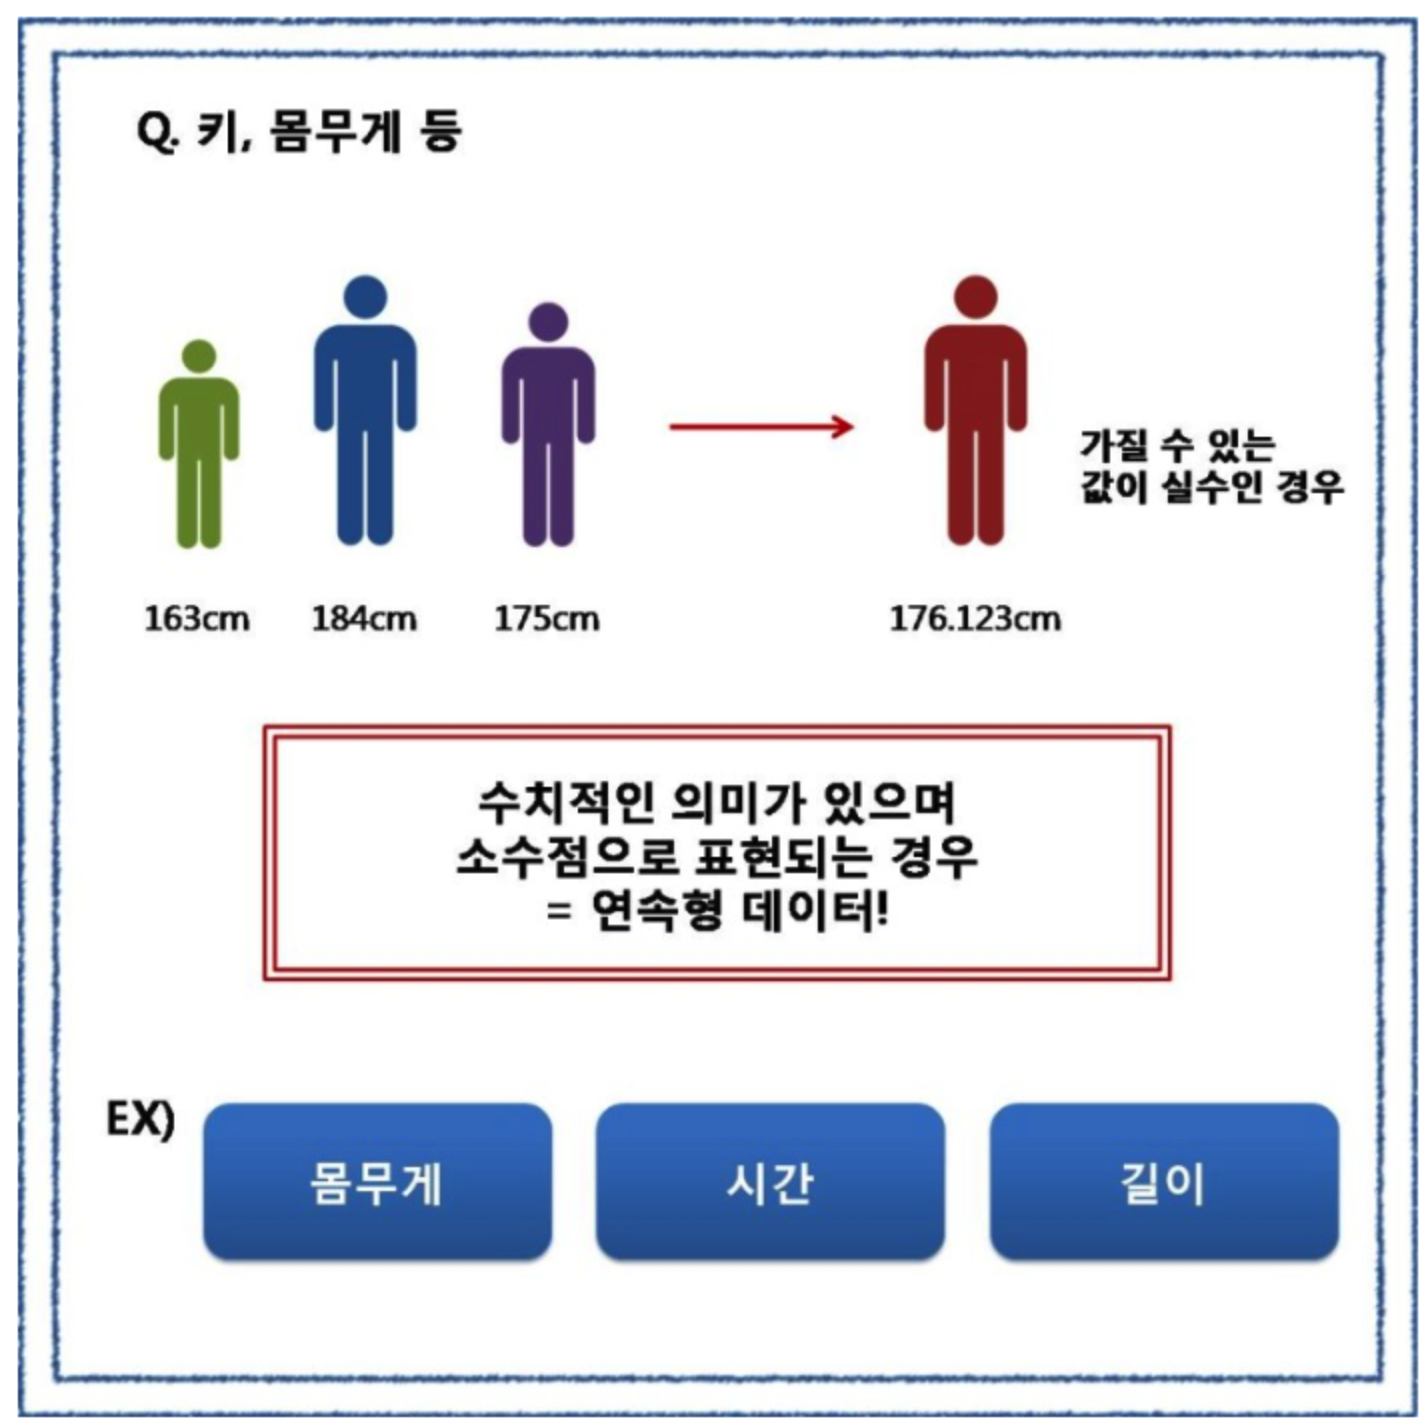 Q. 키, 몸무게 등
가질 수 있는
값이 실수인 경우
163cm 184cm 175cm 176.123cm
수치적인 의미가 있으며
소수점으로 표현되는 경우
= 연속형 데이터!
EX)
몸무게 시간 길이